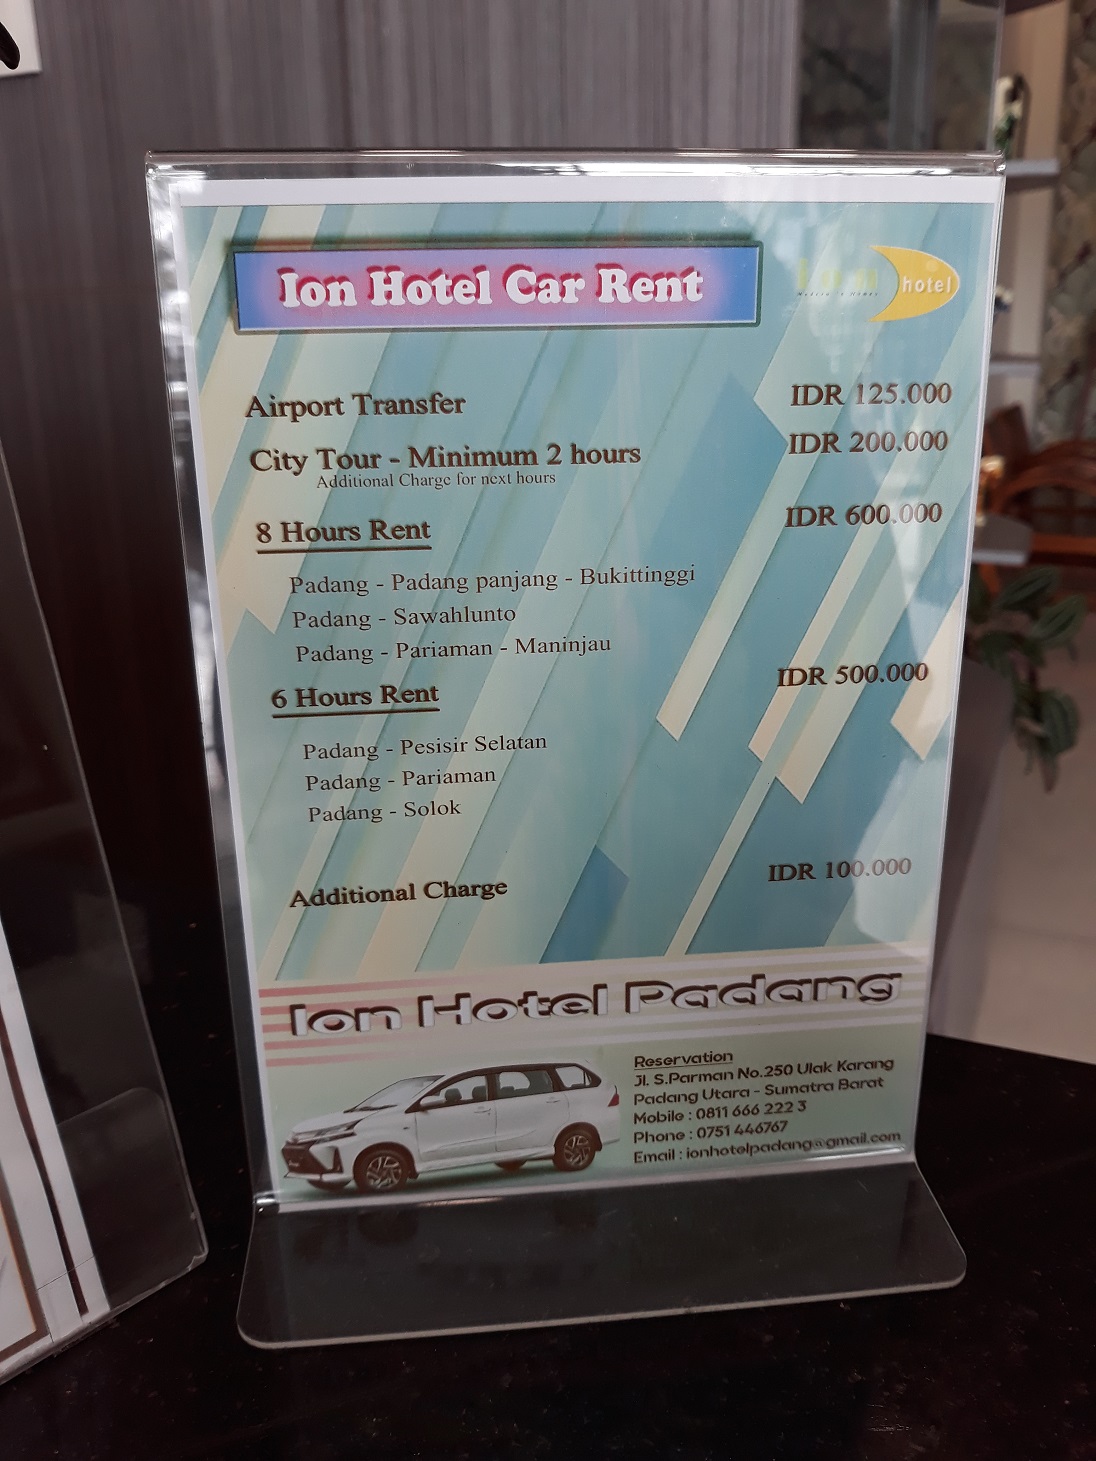 Ion Hotel Car Rent
ion hotel
Airport Transfer IDR 125.000
City Tour - Minimum 2 hours IDR 200.000
Additional Charge for next hours
8 Hours Rent IDR 600.000
Padang - Padang panjang - Bukittinggi
Padang - Sawahlunto
Padang - Pariaman - Maninjau
6 Hours Rent IDR 500.000
Padang - Pesisir Selatan
Padang - Pariaman
Padang - Solok
Additional Charge IDR 100.000
Ion Hotel Padang
Reservation
Jl. S.Parman No.250 Ulak Karang
Padang Utara - Sumatra Barat
Mobile : 0811 666 222 3
Phone : 0751 446767
Email : ionhotelpadang@gmail.com